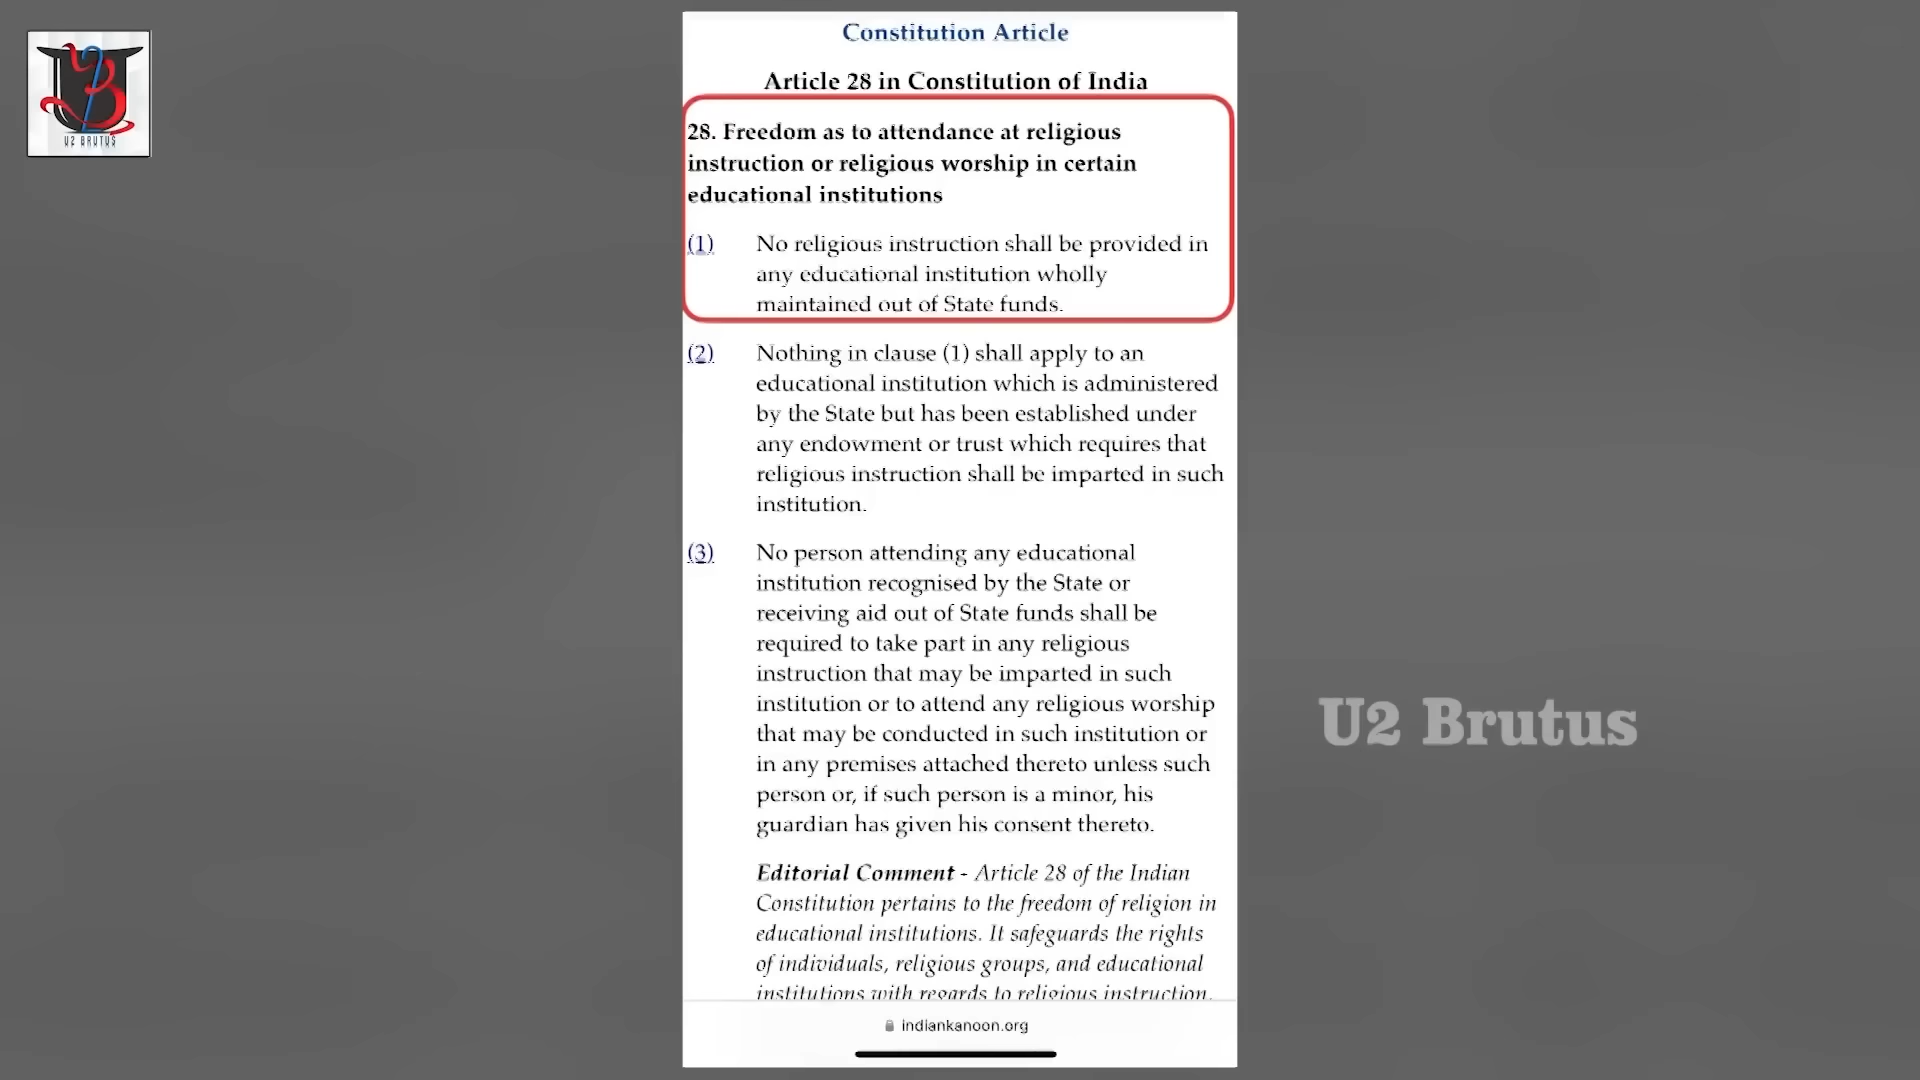 U2 BRUTUS
Constitution Article
Article 28 in Constitution of India
28. Freedom as to attendance at religious
instruction or religious worship in certain
educational institutions
(1) No religious instruction shall be provided in
any educational institution wholly
maintained out of State funds.
(2) Nothing in clause (1) shall apply to an
educational institution which is administered
by the State but has been established under
any endowment or trust which requires that
religious instruction shall be imparted in such
institution.
(3) No person attending any educational
institution recognised by the State or
receiving aid out of State funds shall be
required to take part in any religious
instruction that may be imparted in such
institution or to attend any religious worship
that may be conducted in such institution or
in any premises attached thereto unless such
person or, if such person is a minor, his
guardian has given his consent thereto.
Editorial Comment - Article 28 of the Indian
Constitution pertains to the freedom of religion in
educational institutions. It safeguards the rights
of individuals, religious groups, and educational
institutions with regards to religious instruction.
indiankanoon.org
U2 Brutus